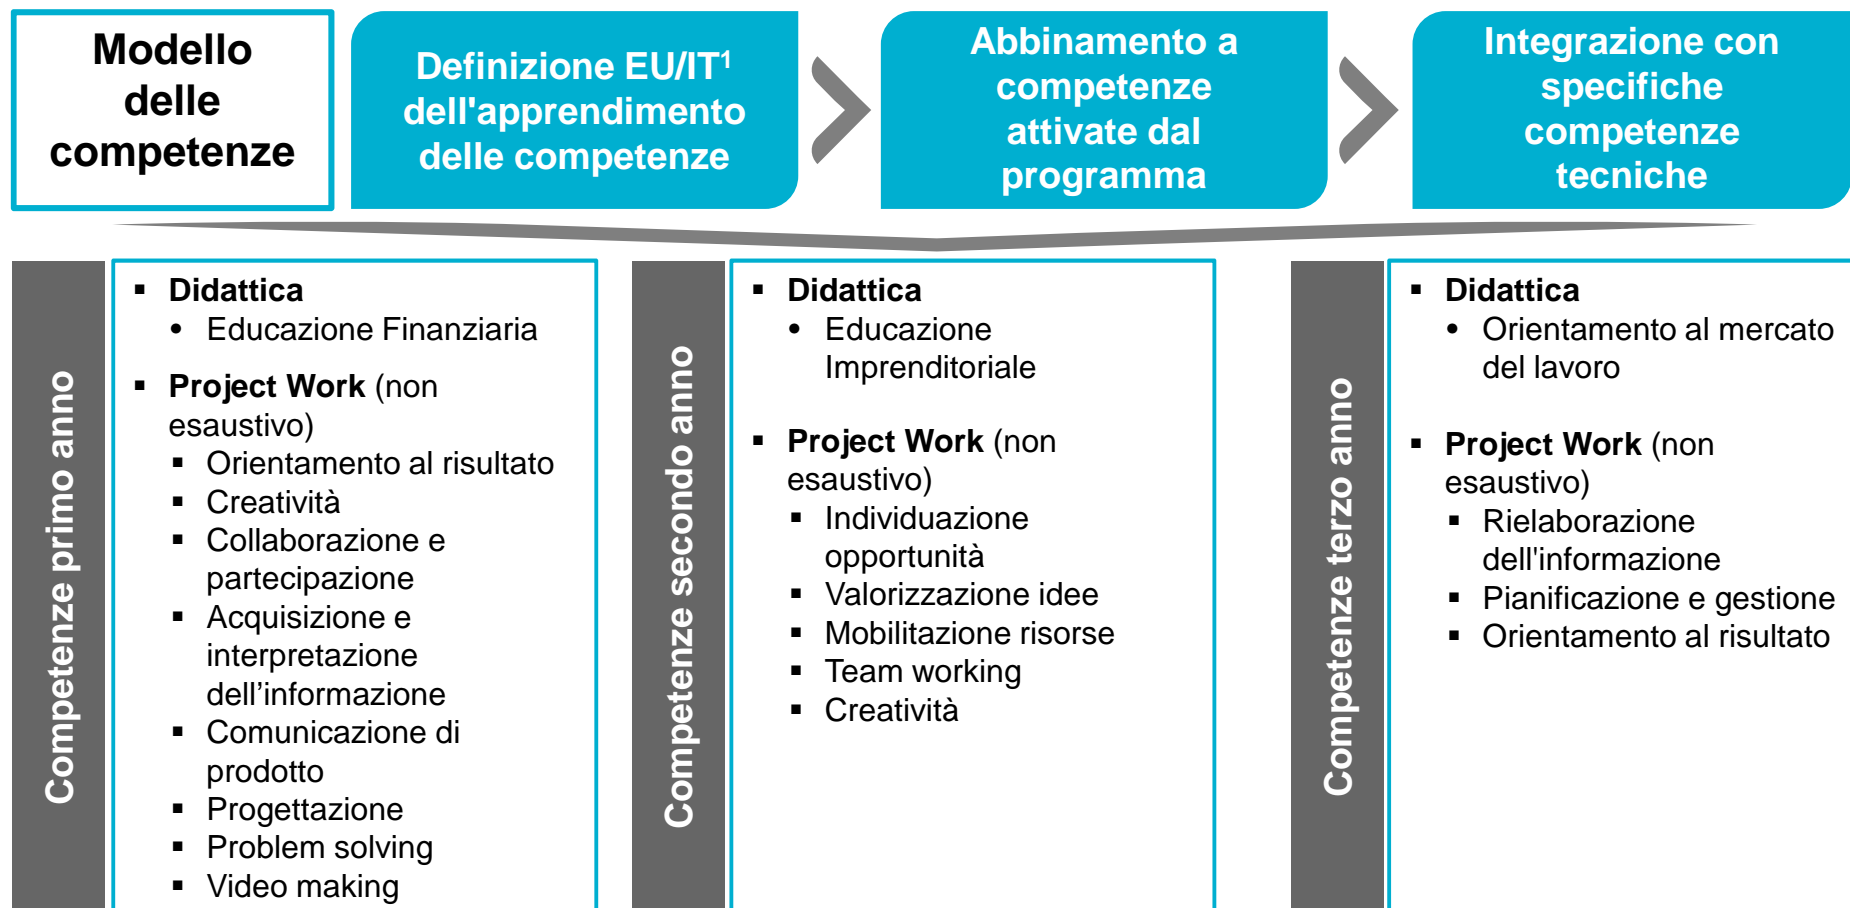 Modello
delle
competenze
Definizione EU/IT¹
dell'apprendimento
delle competenze
Abbinamento a
competenze
attivate dal
programma
Integrazione con
specifiche
competenze
tecniche
Competenze primo anno
▪ Didattica
• Educazione Finanziaria
▪ Project Work (non
esaustivo)
▪ Orientamento al risultato
▪ Creatività
▪ Collaborazione e
partecipazione
▪ Acquisizione e
interpretazione
dell’informazione
▪ Comunicazione di
prodotto
▪ Progettazione
▪ Problem solving
▪ Video making
Competenze secondo anno
▪ Didattica
• Educazione
Imprenditoriale
▪ Project Work (non
esaustivo)
▪ Individuazione
opportunità
▪ Valorizzazione idee
▪ Mobilitazione risorse
▪ Team working
▪ Creatività
Competenze terzo anno
▪ Didattica
• Orientamento al mercato
del lavoro
▪ Project Work (non
esaustivo)
▪ Rielaborazione
dell'informazione
▪ Pianificazione e gestione
▪ Orientamento al risultato